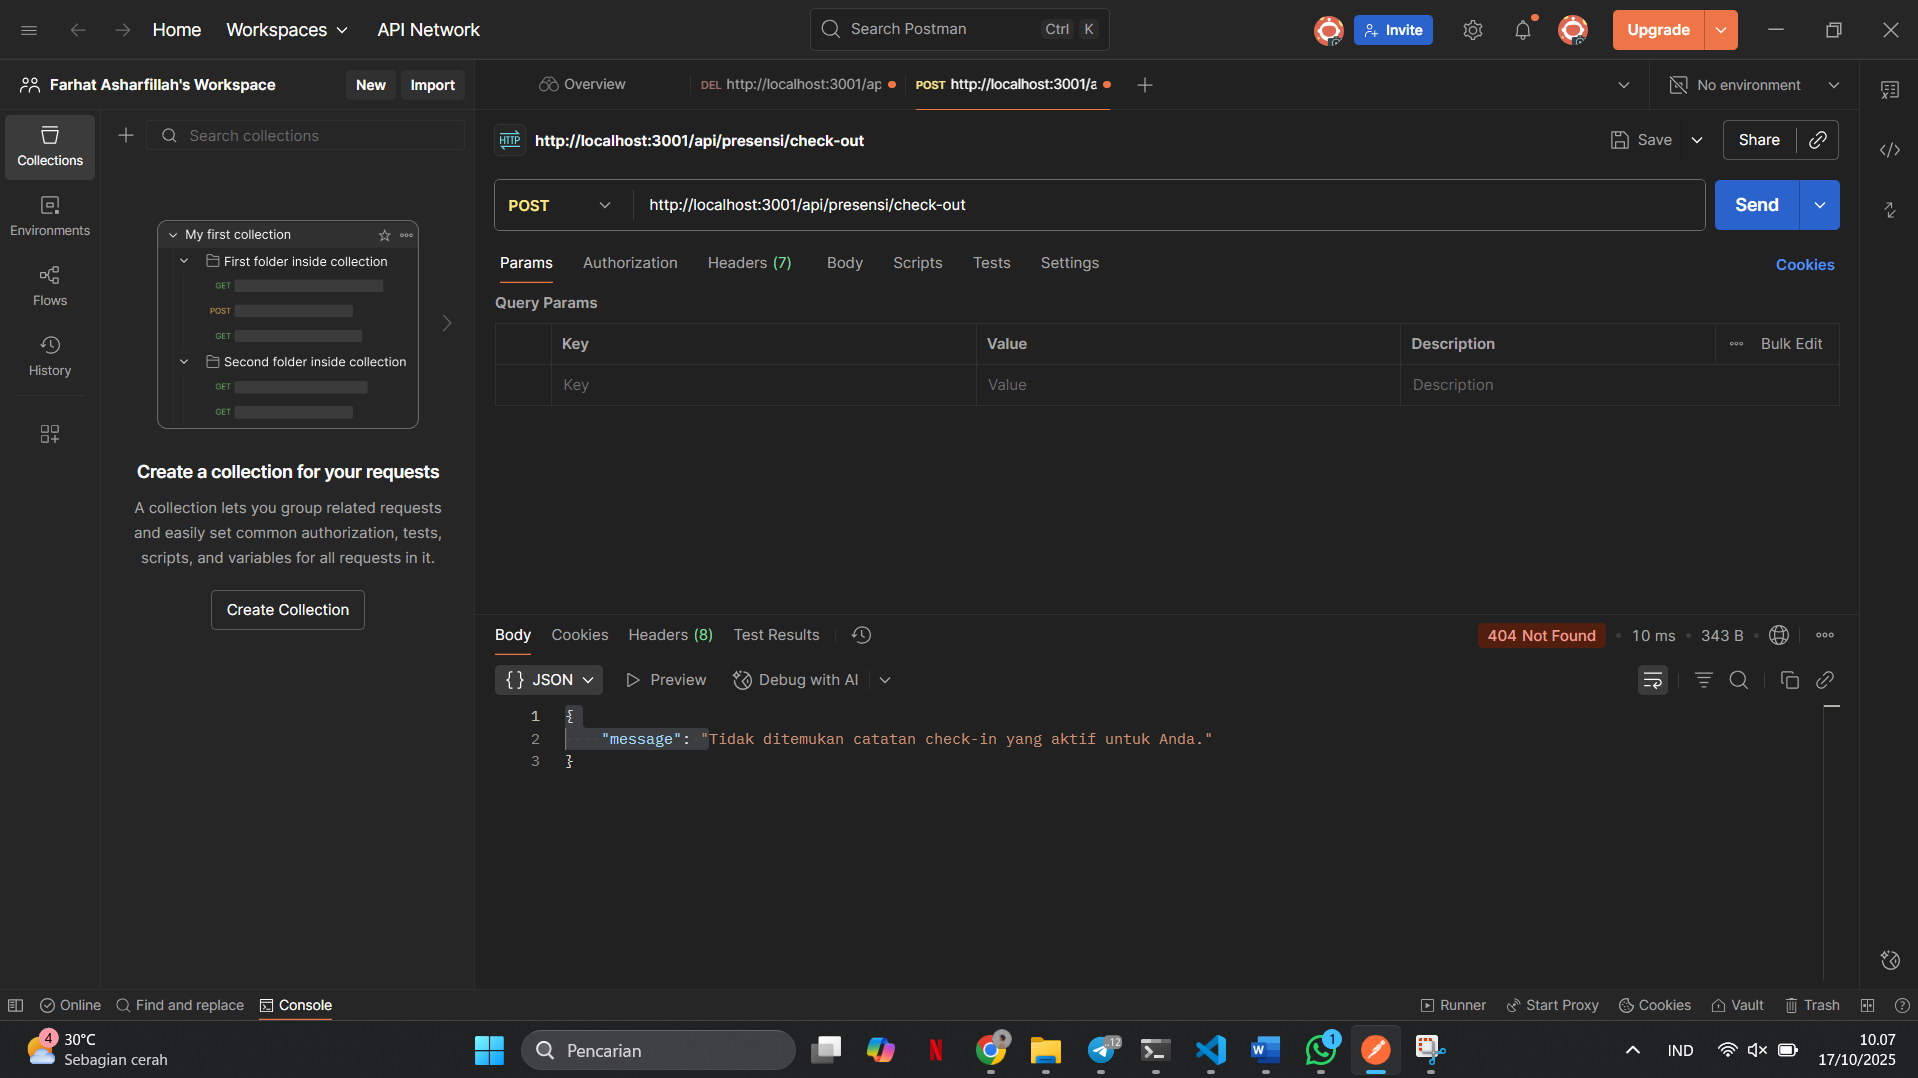 Home Workspaces API Network Search Postman Ctrl K Invite Upgrade
Farhat Asharfillah's Workspace New Import Overview DEL http://localhost:3001/ap POST http://localhost:3001/a No environment
Collections
Search collections
HTTP http://localhost:3001/api/presensi/check-out Save Share
Environments
POST http://localhost:3001/api/presensi/check-out Send
My first collection
First folder inside collection
GET
POST
GET
Second folder inside collection
GET
GET
Flows
History
Params Authorization Headers (7) Body Scripts Tests Settings Cookies
Query Params
Key Value Description Bulk Edit
Key Value Description
Create a collection for your requests
A collection lets you group related requests
and easily set common authorization, tests,
scripts, and variables for all requests in it.
Create Collection
Body Cookies Headers (8) Test Results 404 Not Found 10 ms 343 B
{} JSON Preview Debug with AI
1 {
2 "message": "Tidak ditemukan catatan check-in yang aktif untuk Anda."
3 }
Online Find and replace Console Runner Start Proxy Cookies Vault Trash
4 30°C
Sebagian cerah
Pencarian
N
12
W
1
IND
10.07
17/10/2025